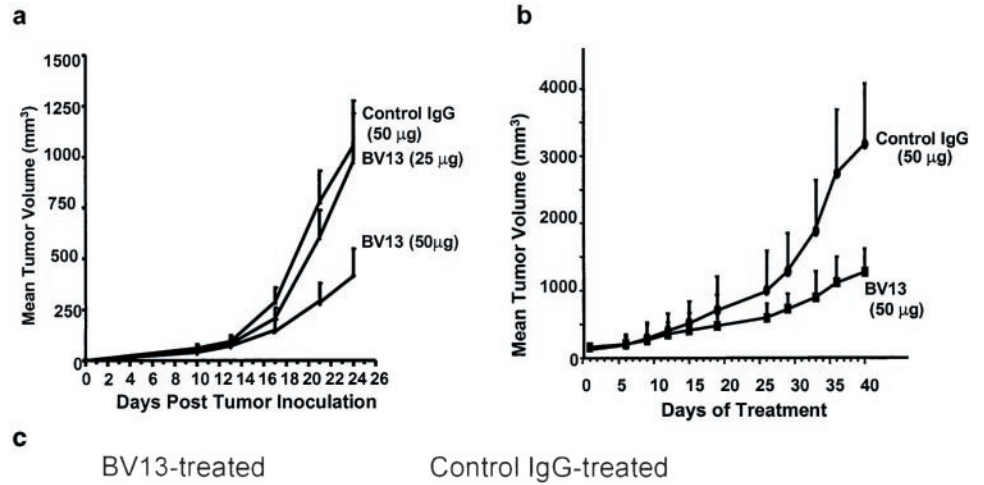 a
1500
1250
1000
750
500
250
0
Mean Tumor Volume (mm³)
0 2 4 6 8 10 12 14 16 18 20 22 24 26
Days Post Tumor Inoculation
Control IgG
(50 µg)
BV13 (25 µg)
BV13 (50µg)
b
4000
3000
2000
1000
0
Mean Tumor Volume (mm³)
0 5 10 15 20 25 30 35 40
Days of Treatment
Control IgG
(50 µg)
BV13
(50 µg)
c
BV13-treated
Control IgG-treated